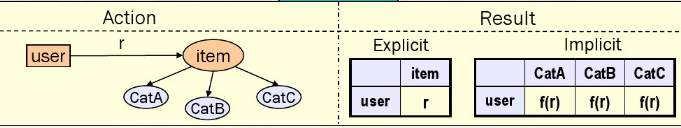 Action
Result
r
user
item
CatA
CatB
CatC
Explicit
item
user r
Implicit
CatA CatB CatC
user f(r) f(r) f(r)